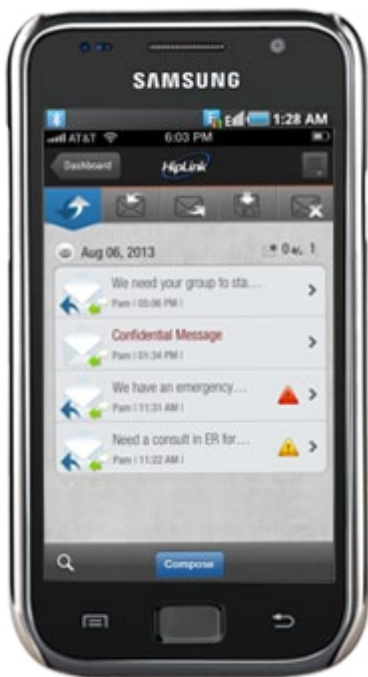 SAMSUNG
E 1:28 AM
AT&T 6:03 PM
Dashboard HipLink
Aug 06, 2013 0 1
We need your group to sta...
Pam | 05:06 PM |
Confidential Message
Pam | 01:34 PM |
We have an emergency...
Pam | 11:31 AM |
Need a consult in ER for...
Pam | 11:22 AM |
Compose